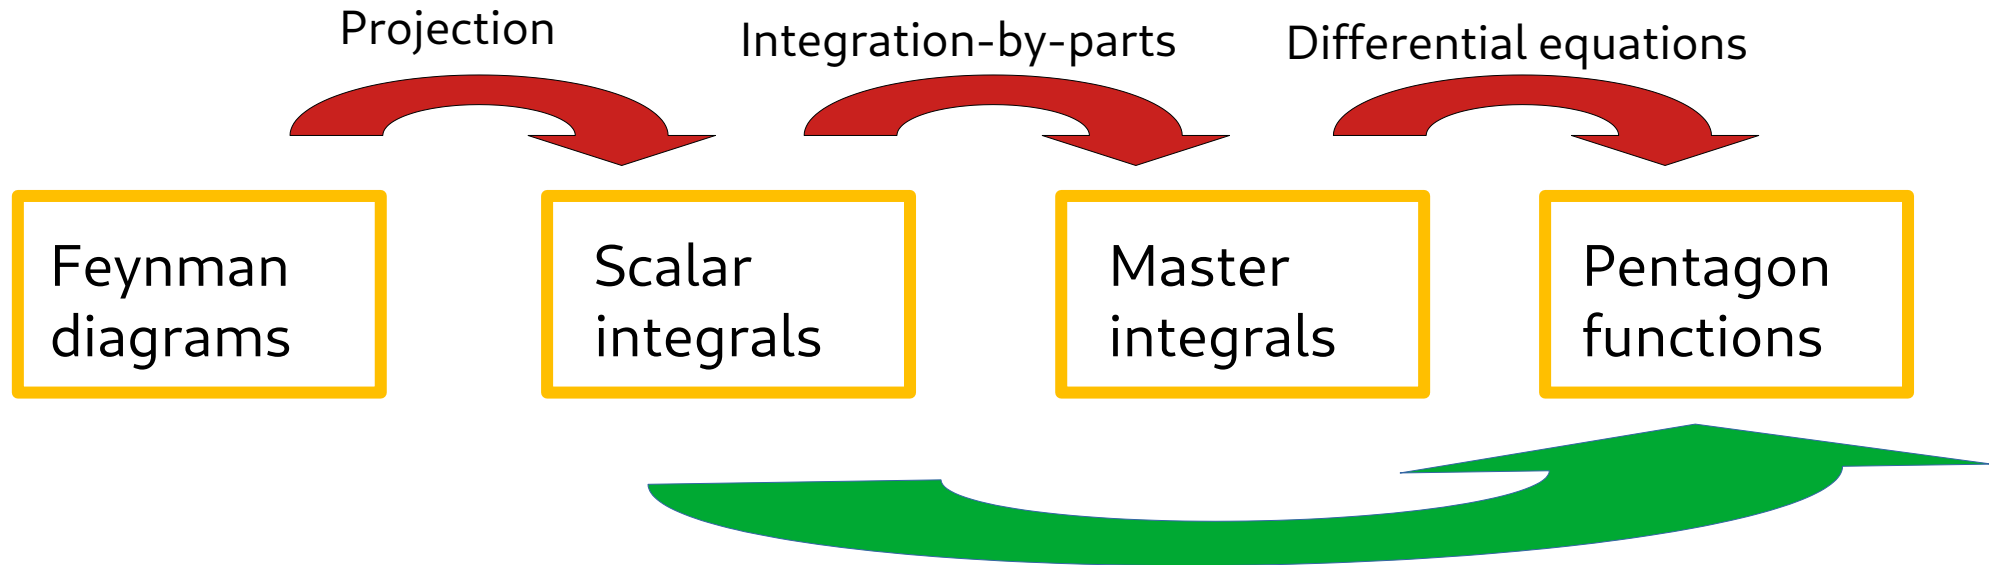 Projection
Integration-by-parts
Differential equations
Feynman
diagrams
Scalar
integrals
Master
integrals
Pentagon
functions